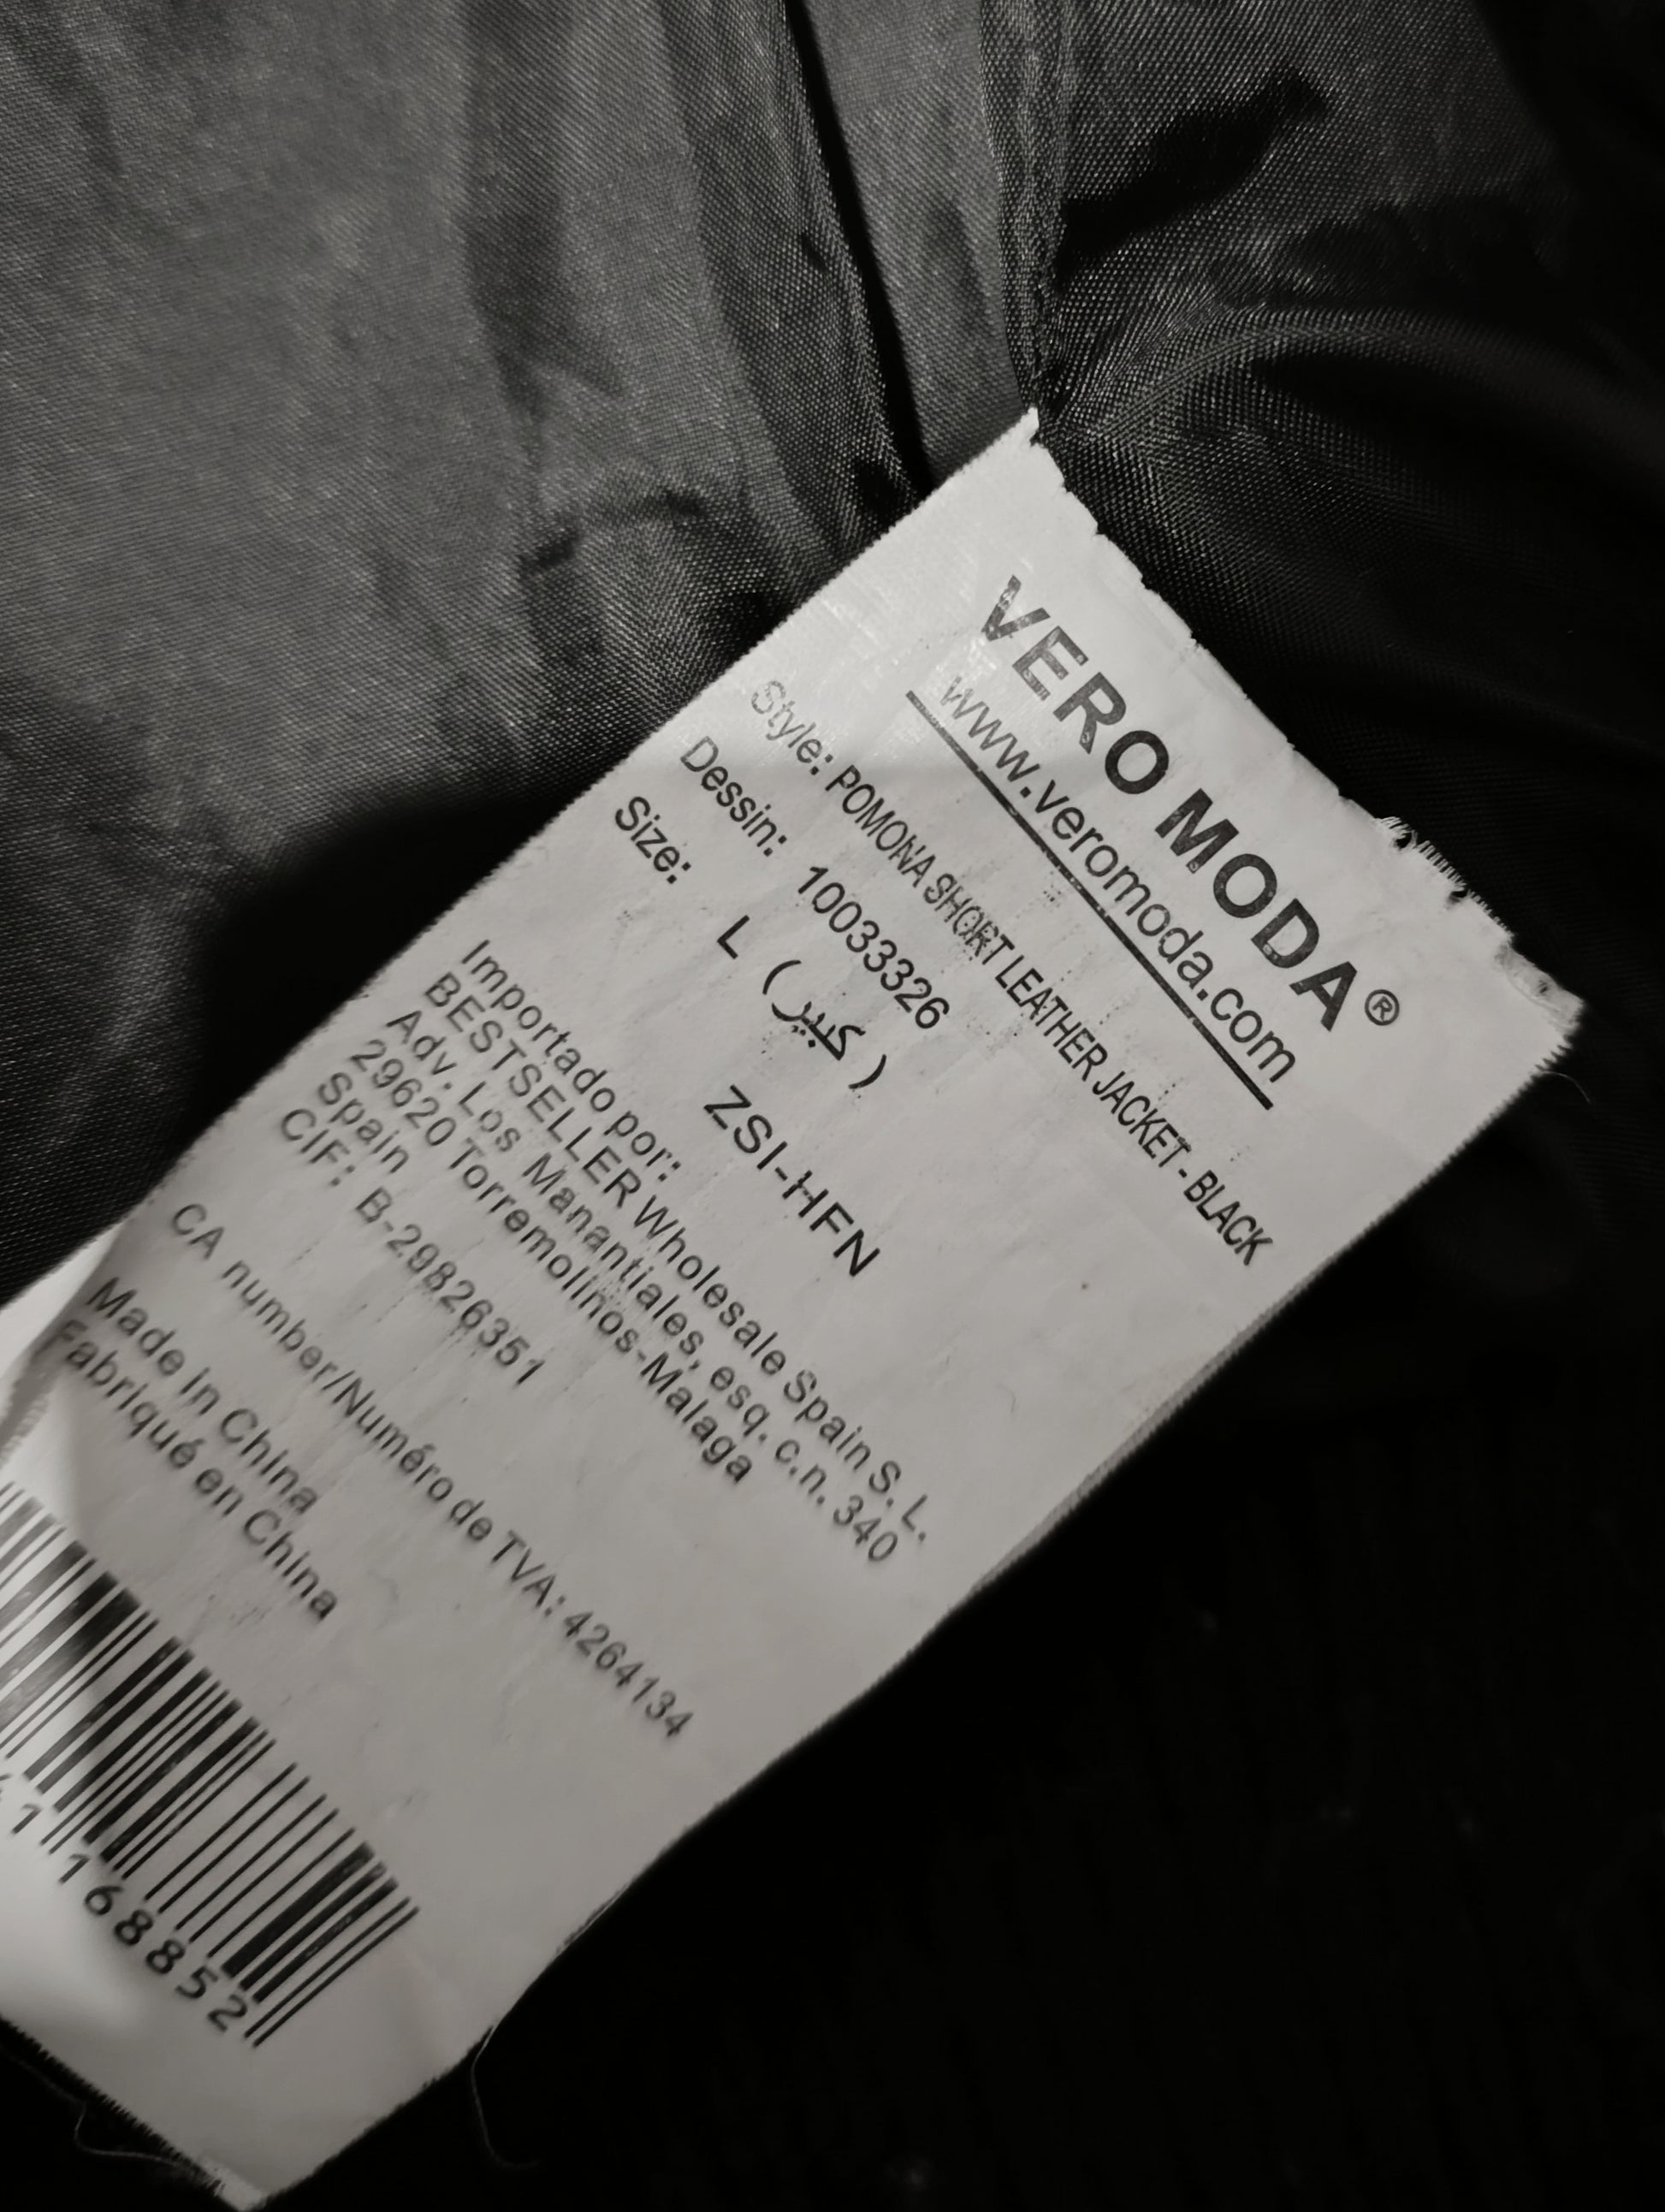 VERO MODA®
www.veromoda.com
Style: POMONA SHORT LEATHER JACKET - BLACK
Dessin: 10033326
Size: L (كبير)
ZSI-HFN
Importado por:
BESTSELLER Wholesale Spain S. L.
Adv. Los Manantiales, esq. c.n. 340
29620 Torremolinos-Malaga
Spain
CIF: B-29826351
CA number/Numéro de TVA: 4264134
Made in China
Fabriqué en China
1 168852